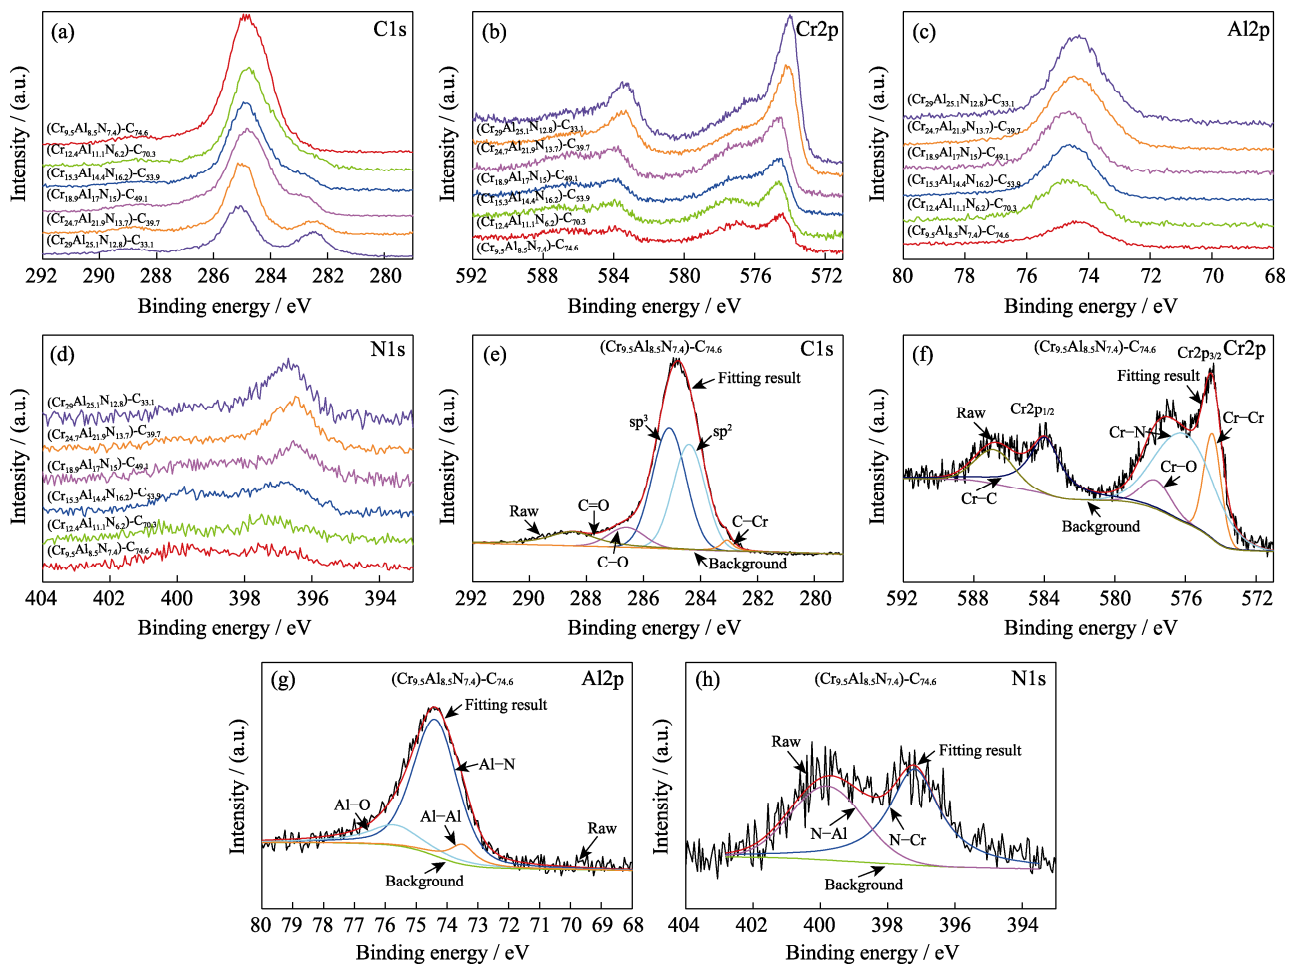 (a)
C1s
(Cr9.5Al8.5N7.4)-C74.6
(Cr12.4Al11.1N6.2)-C70.3
(Cr15.3Al14.4N16.2)-C53.9
(Cr18.9Al17N15)-C49.1
(Cr24.7Al21.9N13.7)-C39.7
(Cr29Al25.1N12.8)-C33.1
292 290 288 286 284 282 280
Binding energy / eV
Intensity / (a.u.)
(b)
Cr2p
(Cr29Al25.1N12.8)-C33.1
(Cr24.7Al21.9N13.7)-C39.7
(Cr18.9Al17N15)-C49.1
(Cr15.3Al14.4N16.2)-C53.9
(Cr12.4Al11.1N6.2)-C70.3
(Cr9.5Al8.5N7.4)-C74.6
592 588 584 580 576 572
Binding energy / eV
Intensity / (a.u.)
(c)
Al2p
(Cr29Al25.1N12.8)-C33.1
(Cr24.7Al21.9N13.7)-C39.7
(Cr18.9Al17N15)-C49.1
(Cr15.3Al14.4N16.2)-C53.9
(Cr12.4Al11.1N6.2)-C70.3
(Cr9.5Al8.5N7.4)-C74.6
80 78 76 74 72 70 68
Binding energy / eV
Intensity / (a.u.)
(d)
N1s
(Cr29Al25.1N12.8)-C33.1
(Cr24.7Al21.9N13.7)-C39.7
(Cr18.9Al17N15)-C49.1
(Cr15.3Al14.4N16.2)-C53.9
(Cr12.4Al11.1N6.2)-C70.3
(Cr9.5Al8.5N7.4)-C74.6
404 402 400 398 396 394
Binding energy / eV
Intensity / (a.u.)
(e)
(Cr9.5Al8.5N7.4)-C74.6
C1s
Fitting result
sp3
sp2
C=O
Raw
C−Cr
C−O
Background
292 290 288 286 284 282 280
Binding energy / eV
Intensity / (a.u.)
(f)
(Cr9.5Al8.5N7.4)-C74.6
Cr2p
Cr2p3/2
Fitting result
Raw
Cr2p1/2
Cr−N
Cr−Cr
Cr−O
Cr−C
Background
592 588 584 580 576 572
Binding energy / eV
Intensity / (a.u.)
(g)
(Cr9.5Al8.5N7.4)-C74.6
Al2p
Fitting result
Al−N
Al−O
Al−Al
Raw
Background
80 79 78 77 76 75 74 73 72 71 70 69 68
Binding energy / eV
Intensity / (a.u.)
(h)
(Cr9.5Al8.5N7.4)-C74.6
N1s
Raw
Fitting result
N−Al
N−Cr
Background
404 402 400 398 396 394
Binding energy / eV
Intensity / (a.u.)